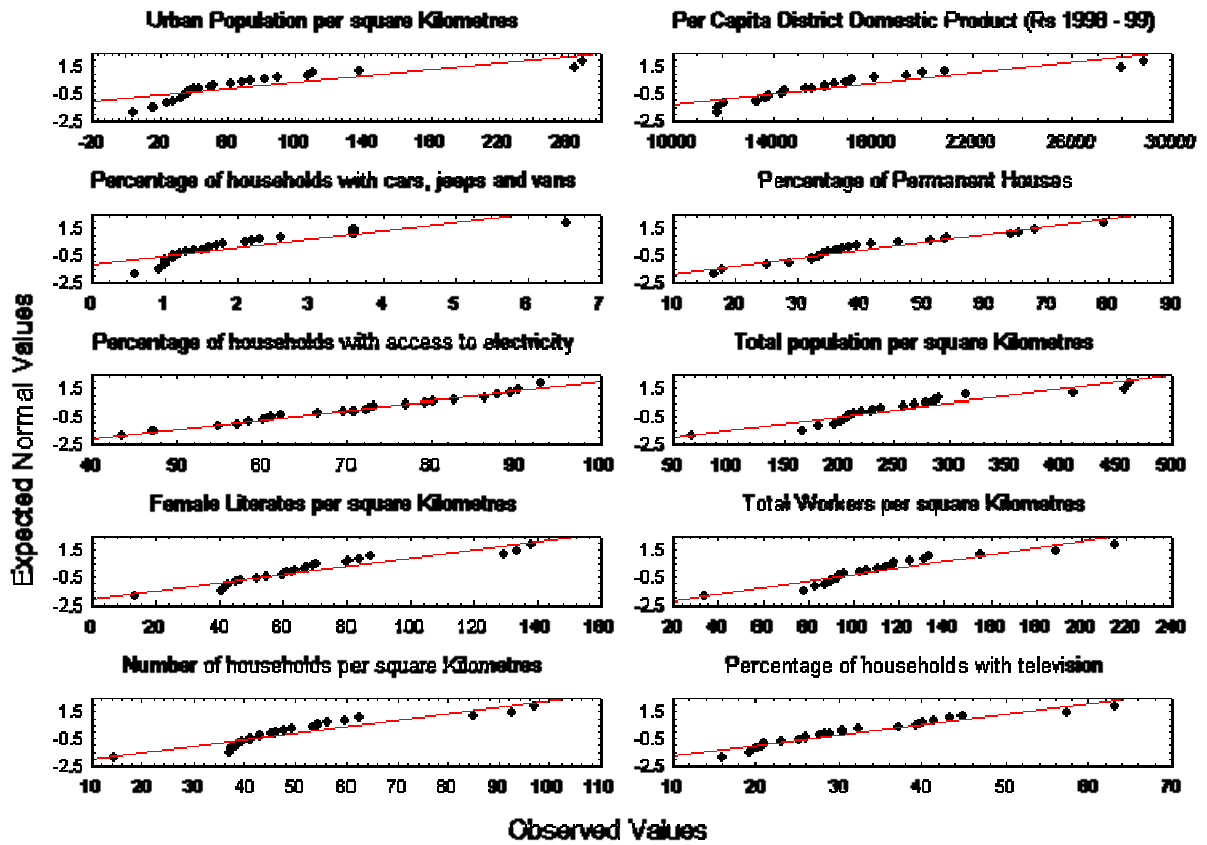 Urban Population per square Kilometres
1.5
-0.5
-2.5
-20 20 60 100 140 180 220 260
Per Capita District Domestic Product (Rs 1998 - 99)
1.5
-0.5
-2.5
10000 14000 18000 22000 26000 30000
Percentage of households with cars, jeeps and vans
1.5
-0.5
-2.5
0 1 2 3 4 5 6 7
Percentage of Permanent Houses
1.5
-0.5
-2.5
10 20 30 40 50 60 70 80 90
Expected Normal Values
Percentage of households with access to electricity
1.5
-0.5
-2.5
40 50 60 70 80 90 100
Total population per square Kilometres
1.5
-0.5
-2.5
50 100 150 200 250 300 350 400 450 500
Female Literates per square Kilometres
1.5
-0.5
-2.5
0 20 40 60 80 100 120 140 160
Total Workers per square Kilometres
1.5
-0.5
-2.5
20 40 60 80 100 120 140 160 180 200 220 240
Number of households per square Kilometres
1.5
-0.5
-2.5
10 20 30 40 50 60 70 80 90 100 110
Percentage of households with television
1.5
-0.5
-2.5
10 20 30 40 50 60 70
Observed Values